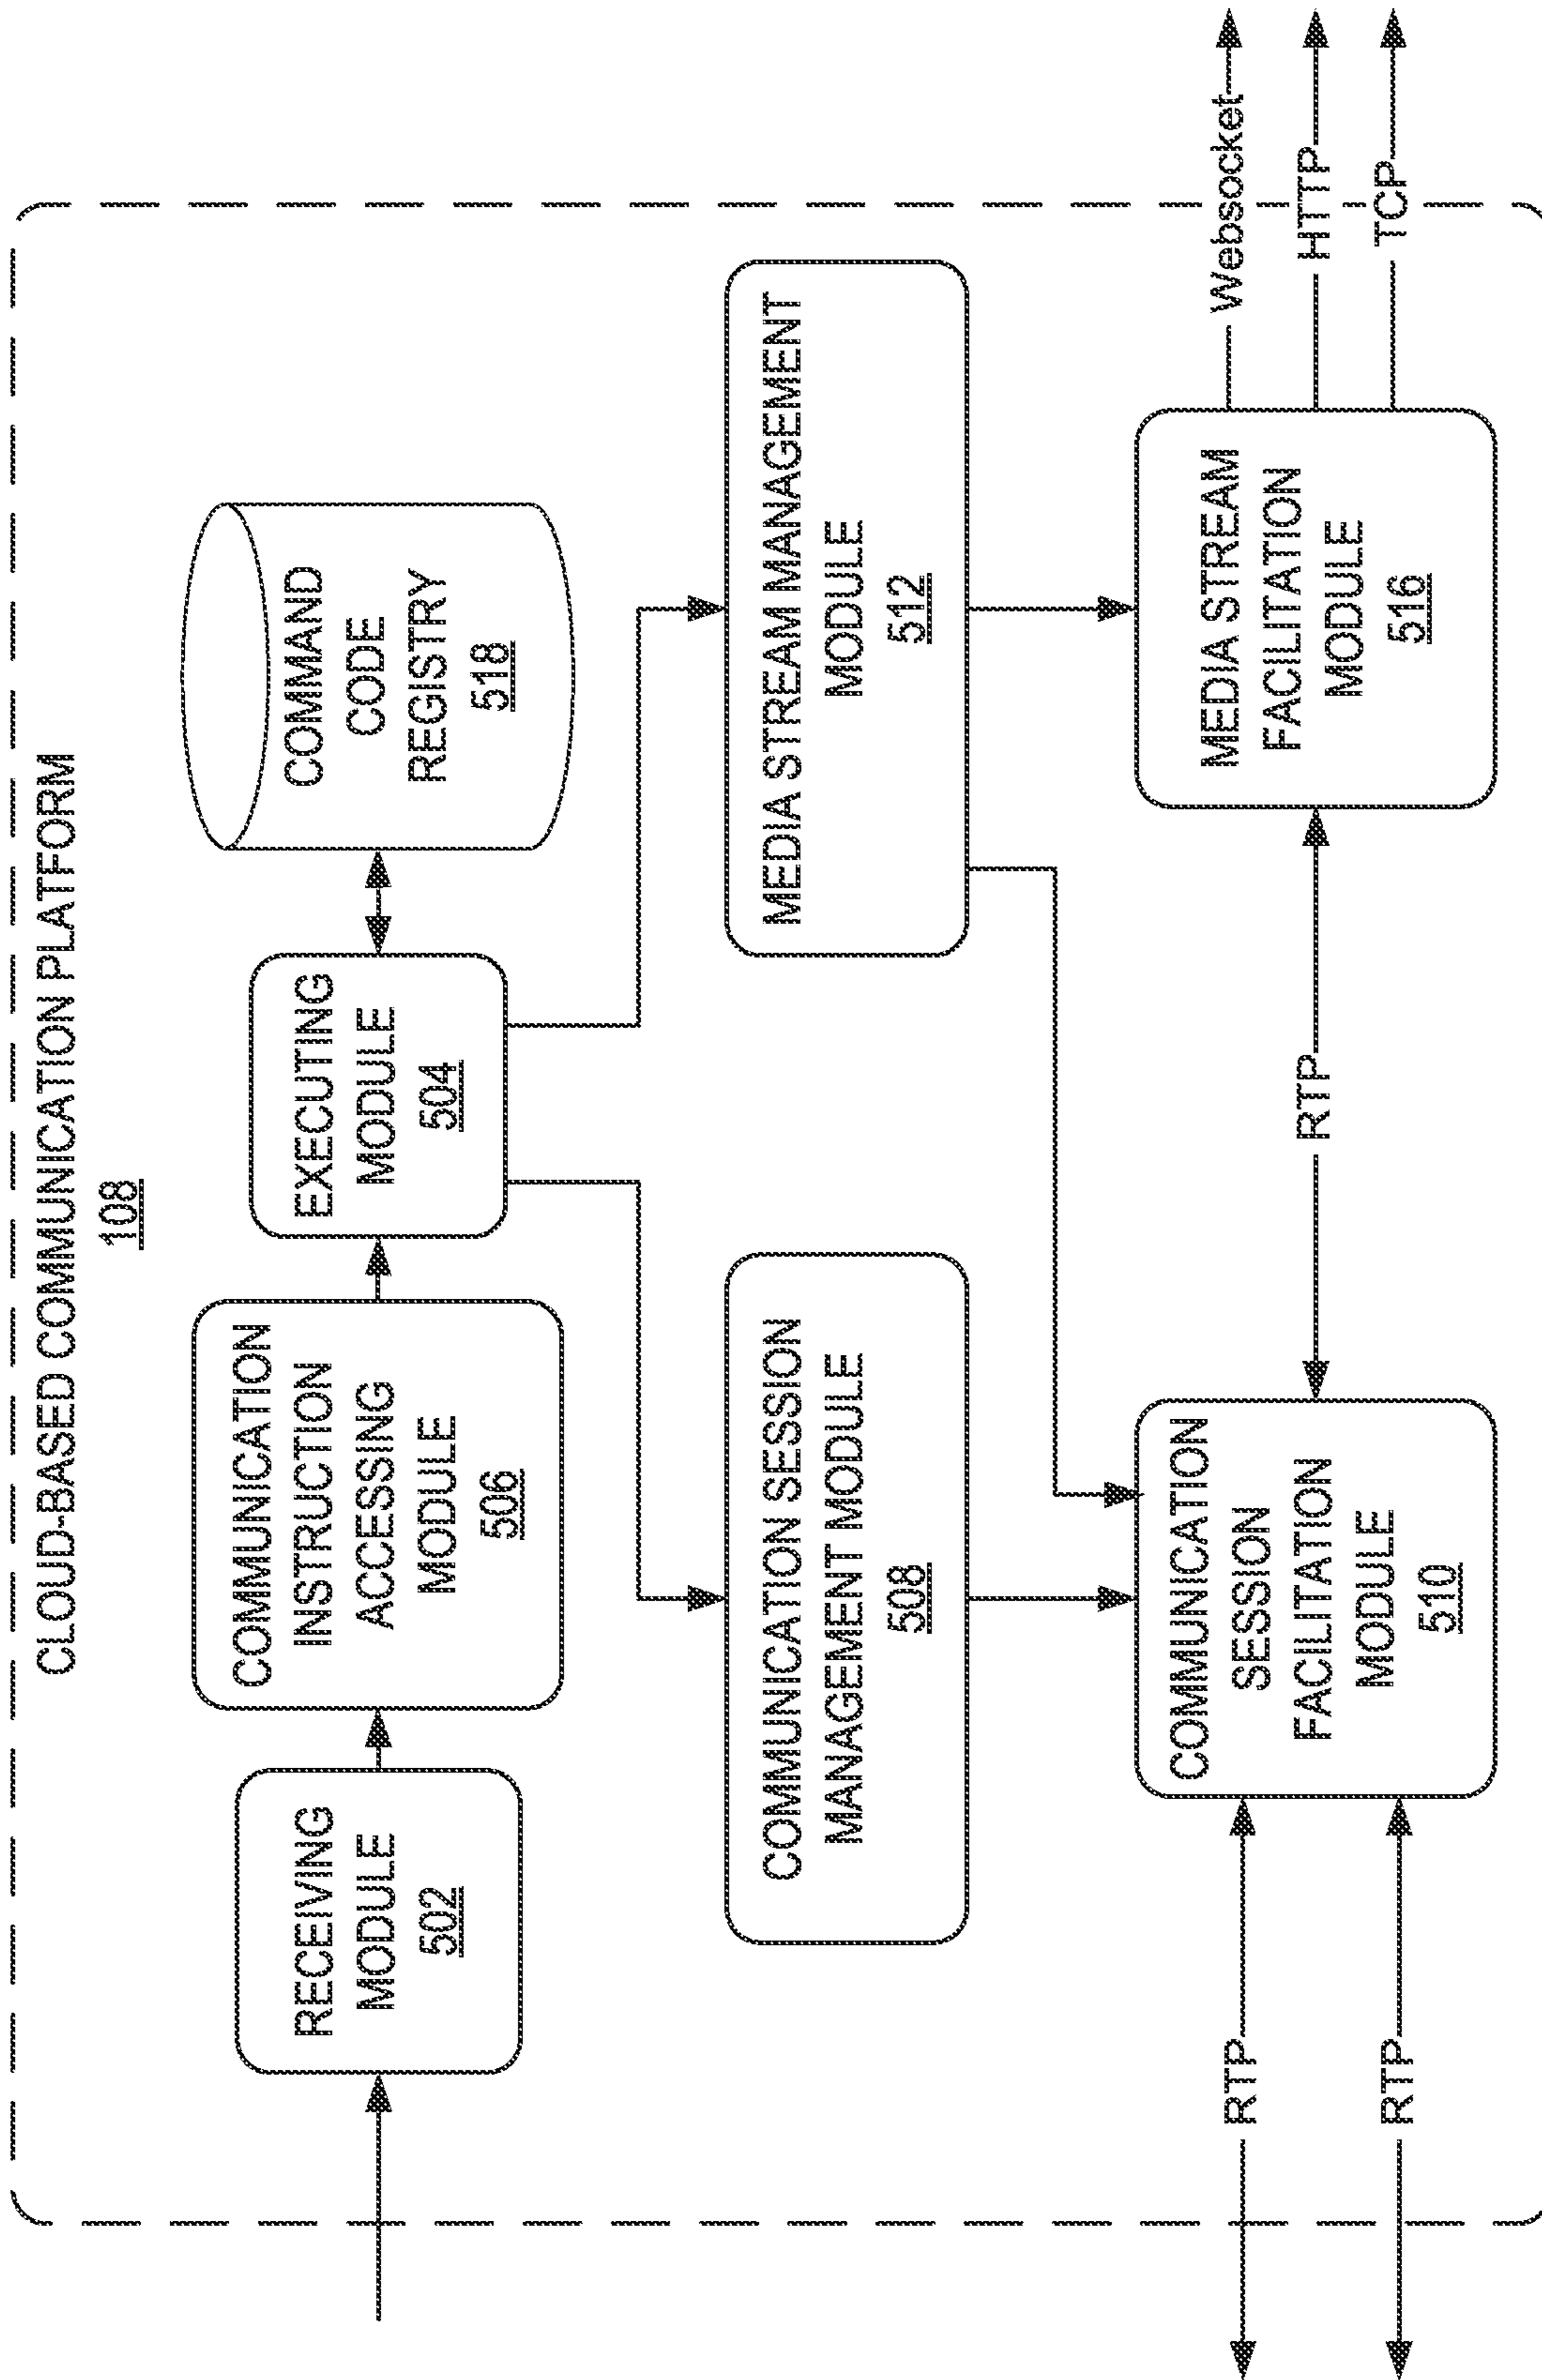 CLOUD-BASED COMMUNICATION PLATFORM
108
RECEIVING
MODULE
502
COMMUNICATION
INSTRUCTION
ACCESSING
MODULE
506
EXECUTING
MODULE
504
COMMAND
CODE
REGISTRY
518
COMMUNICATION SESSION
MANAGEMENT MODULE
508
MEDIA STREAM MANAGEMENT
MODULE
512
RTP
RTP
COMMUNICATION
SESSION
FACILITATION
MODULE
510
RTP
MEDIA STREAM
FACILITATION
MODULE
516
Websocket
HTTP
TCP